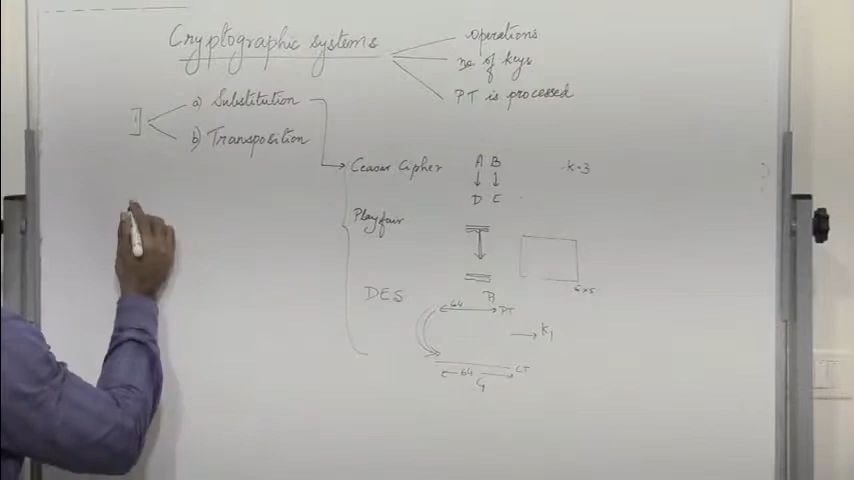 Cryptographic systems
operations
no of keys
PT is processed
1]
a) Substitution
b) Transposition
Ceasar Cipher
A B
D E
k=3
Playfair
5x5
DES
64
PT
K1
64
CT